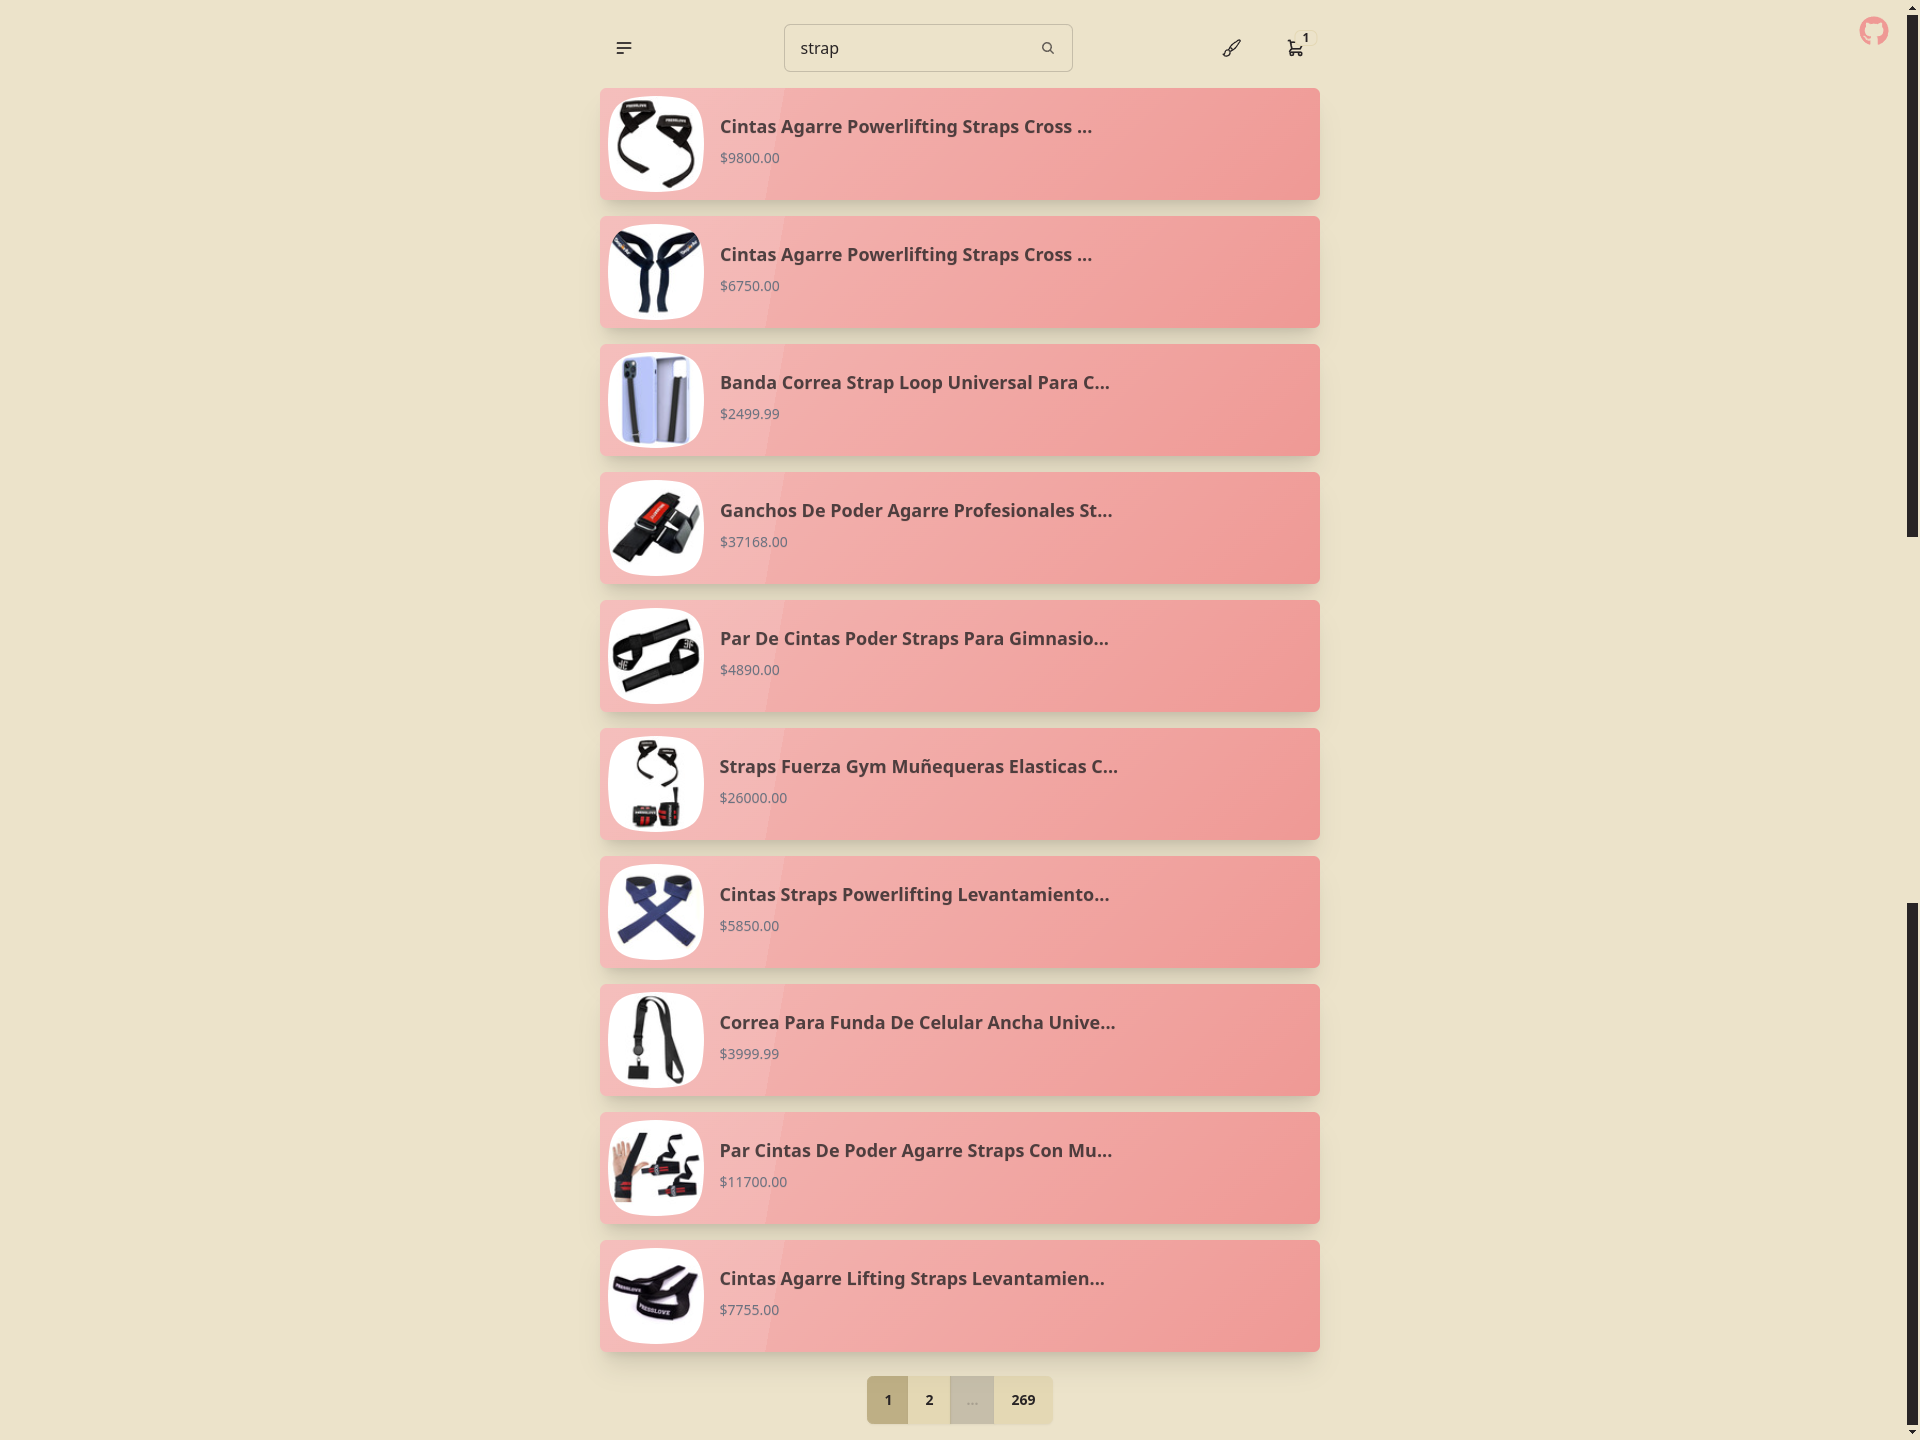 strap
1
Cintas Agarre Powerlifting Straps Cross ...
$9800.00
Cintas Agarre Powerlifting Straps Cross ...
$6750.00
Banda Correa Strap Loop Universal Para C...
$2499.99
Ganchos De Poder Agarre Profesionales St...
$37168.00
Par De Cintas Poder Straps Para Gimnasio...
$4890.00
Straps Fuerza Gym Muñequeras Elasticas C...
$26000.00
Cintas Straps Powerlifting Levantamiento...
$5850.00
Correa Para Funda De Celular Ancha Unive...
$3999.99
Par Cintas De Poder Agarre Straps Con Mu...
$11700.00
Cintas Agarre Lifting Straps Levantamien...
$7755.00
PRESSLOVE
1 2 ... 269